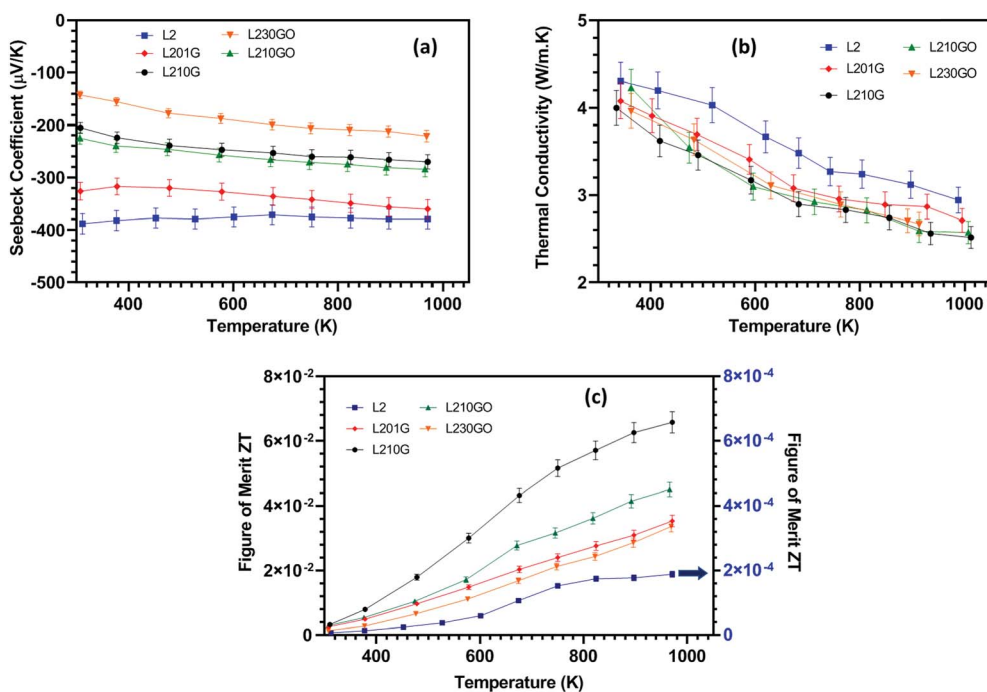 (a)
L2
L230GO
L201G
L210GO
L210G
0
-100
-200
-300
-400
-500
400
600
800
1000
Seebeck Coefficient (μV/K)
Temperature (K)
(b)
L2
L210GO
L201G
L230GO
L210G
5
4
3
2
400
600
800
1000
Thermal Conductivity (W/m.K)
Temperature (K)
(c)
L2
L210GO
L201G
L230GO
L210G
8×10-2
6×10-2
4×10-2
2×10-2
0
Figure of Merit ZT
8×10-4
6×10-4
4×10-4
2×10-4
0
Figure of Merit ZT
400
600
800
1000
Temperature (K)